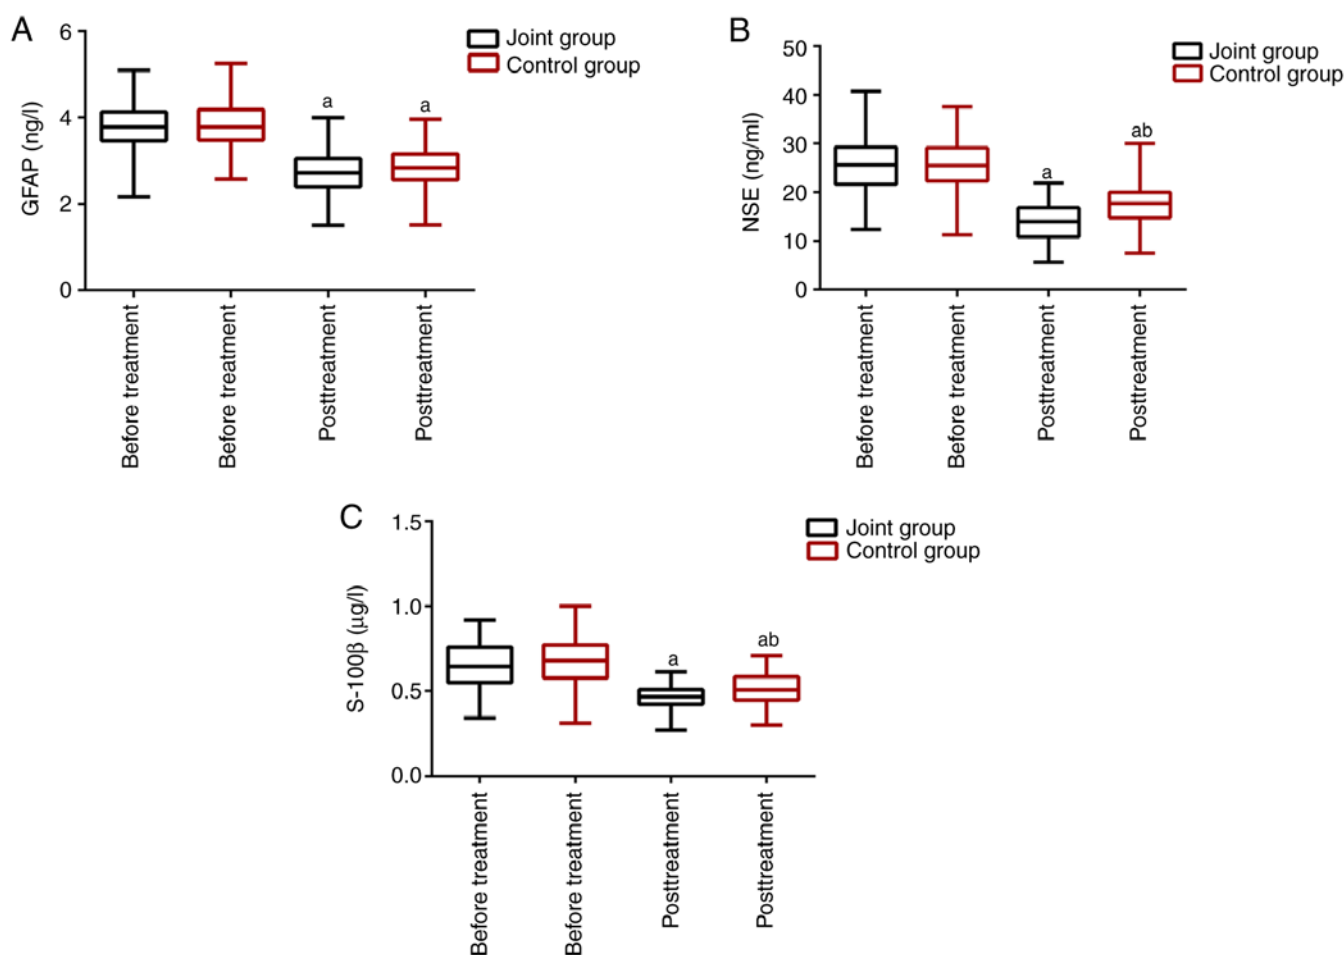 A
GFAP (ng/l)
6
4
2
0
Joint group
Control group
a
a
Before treatment
Before treatment
Posttreatment
Posttreatment
B
NSE (ng/ml)
50
40
30
20
10
0
Joint group
Control group
a
ab
Before treatment
Before treatment
Posttreatment
Posttreatment
C
S-100β (μg/l)
1.5
1.0
0.5
0.0
Joint group
Control group
a
ab
Before treatment
Before treatment
Posttreatment
Posttreatment